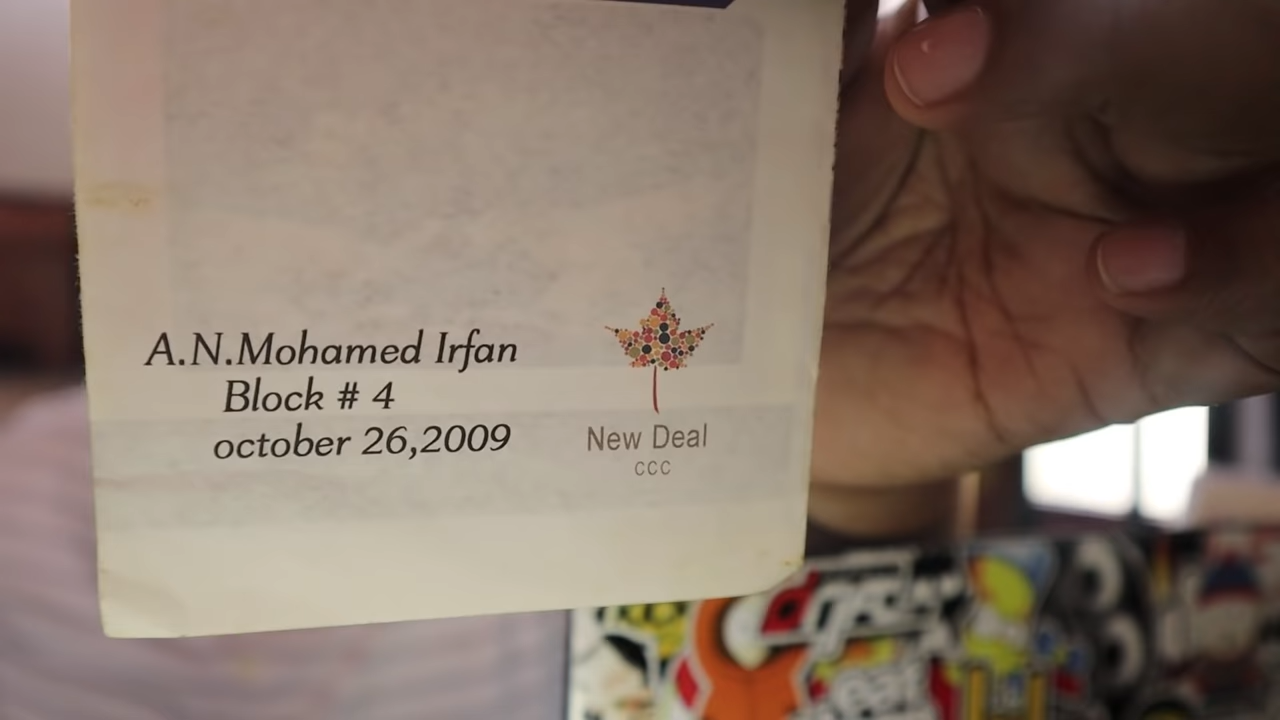 A.N.Mohamed Irfan
Block # 4
october 26,2009
New Deal
CCC